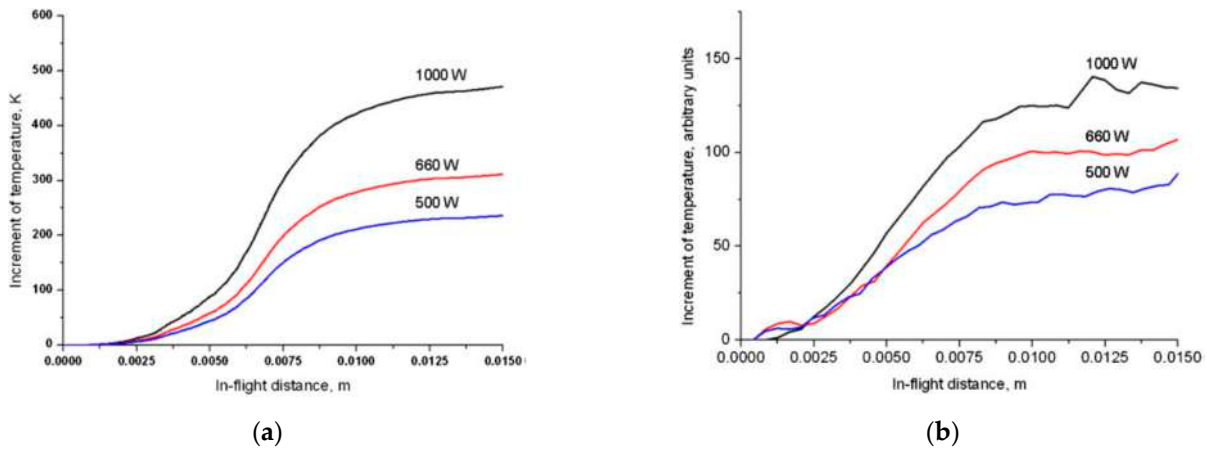 600
500
400
300
200
100
0
Increment of temperature, K
1000 W
660 W
500 W
0.0000 0.0025 0.0050 0.0075 0.0100 0.0125 0.0150
In-flight distance, m
(a)
150
100
50
0
Increment of temperature, arbitrary units
1000 W
660 W
500 W
0.0000 0.0025 0.0050 0.0075 0.0100 0.0125 0.0150
In-flight distance, m
(b)